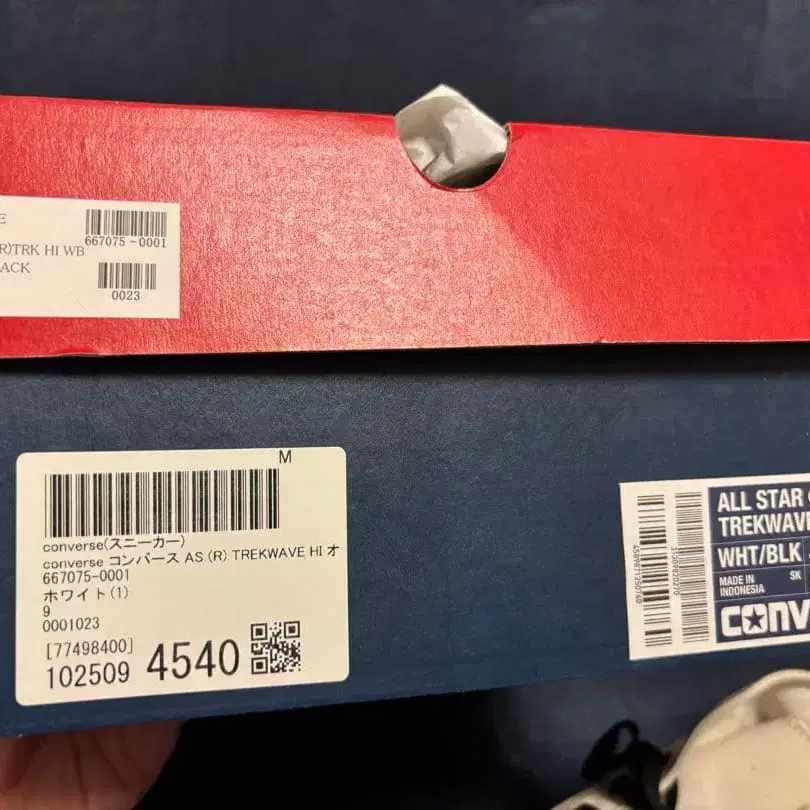 E
667075-0001
R)TRK HI WB
ACK
0023
M
converse(スニーカー)
converse コンバース AS (R) TREKWAVE HI オ
667075-0001
ホワイト(1)
9
0001023
[77498400]
102509 4540
ALL STAR
TREKWAVE
WHT/BLK
MADE IN
INDONESIA
SK
CONV